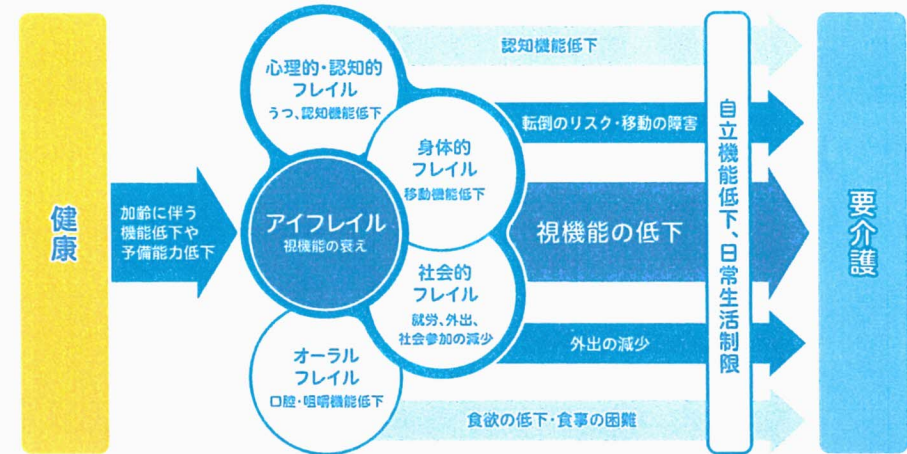 健康
加齢に伴う
機能低下や
予備能力低下
心理的・認知的
フレイル
うつ、認知機能低下
身体的
フレイル
移動機能低下
アイフレイル
視機能の衰え
社会的
フレイル
就労、外出、
社会参加の減少
オーラル
フレイル
口腔・咀嚼機能低下
認知機能低下
転倒のリスク・移動の障害
視機能の低下
外出の減少
食欲の低下・食事の困難
自立機能低下、日常生活制限
要介護